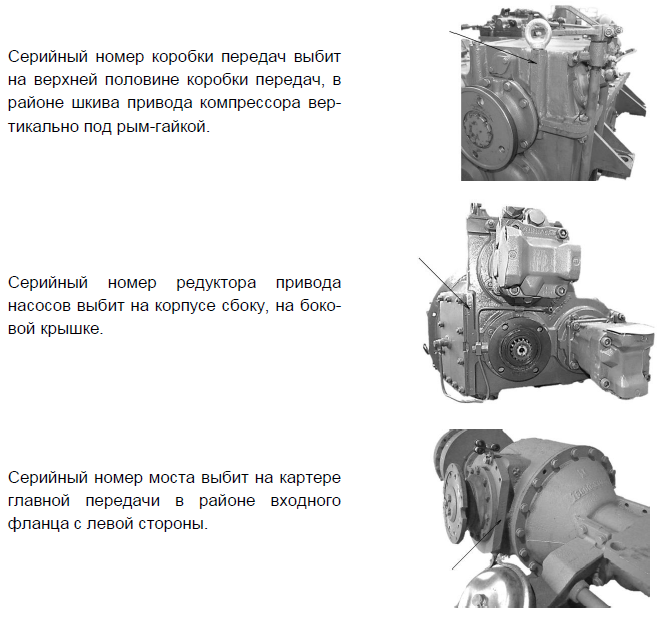 Серийный номер коробки передач выбит
на верхней половине коробки передач, в
районе шкива привода компрессора вер-
тикально под рым-гайкой.
Серийный номер редуктора привода
насосов выбит на корпусе сбоку, на боко-
вой крышке.
Серийный номер моста выбит на картере
главной передачи в районе входного
фланца с левой стороны.